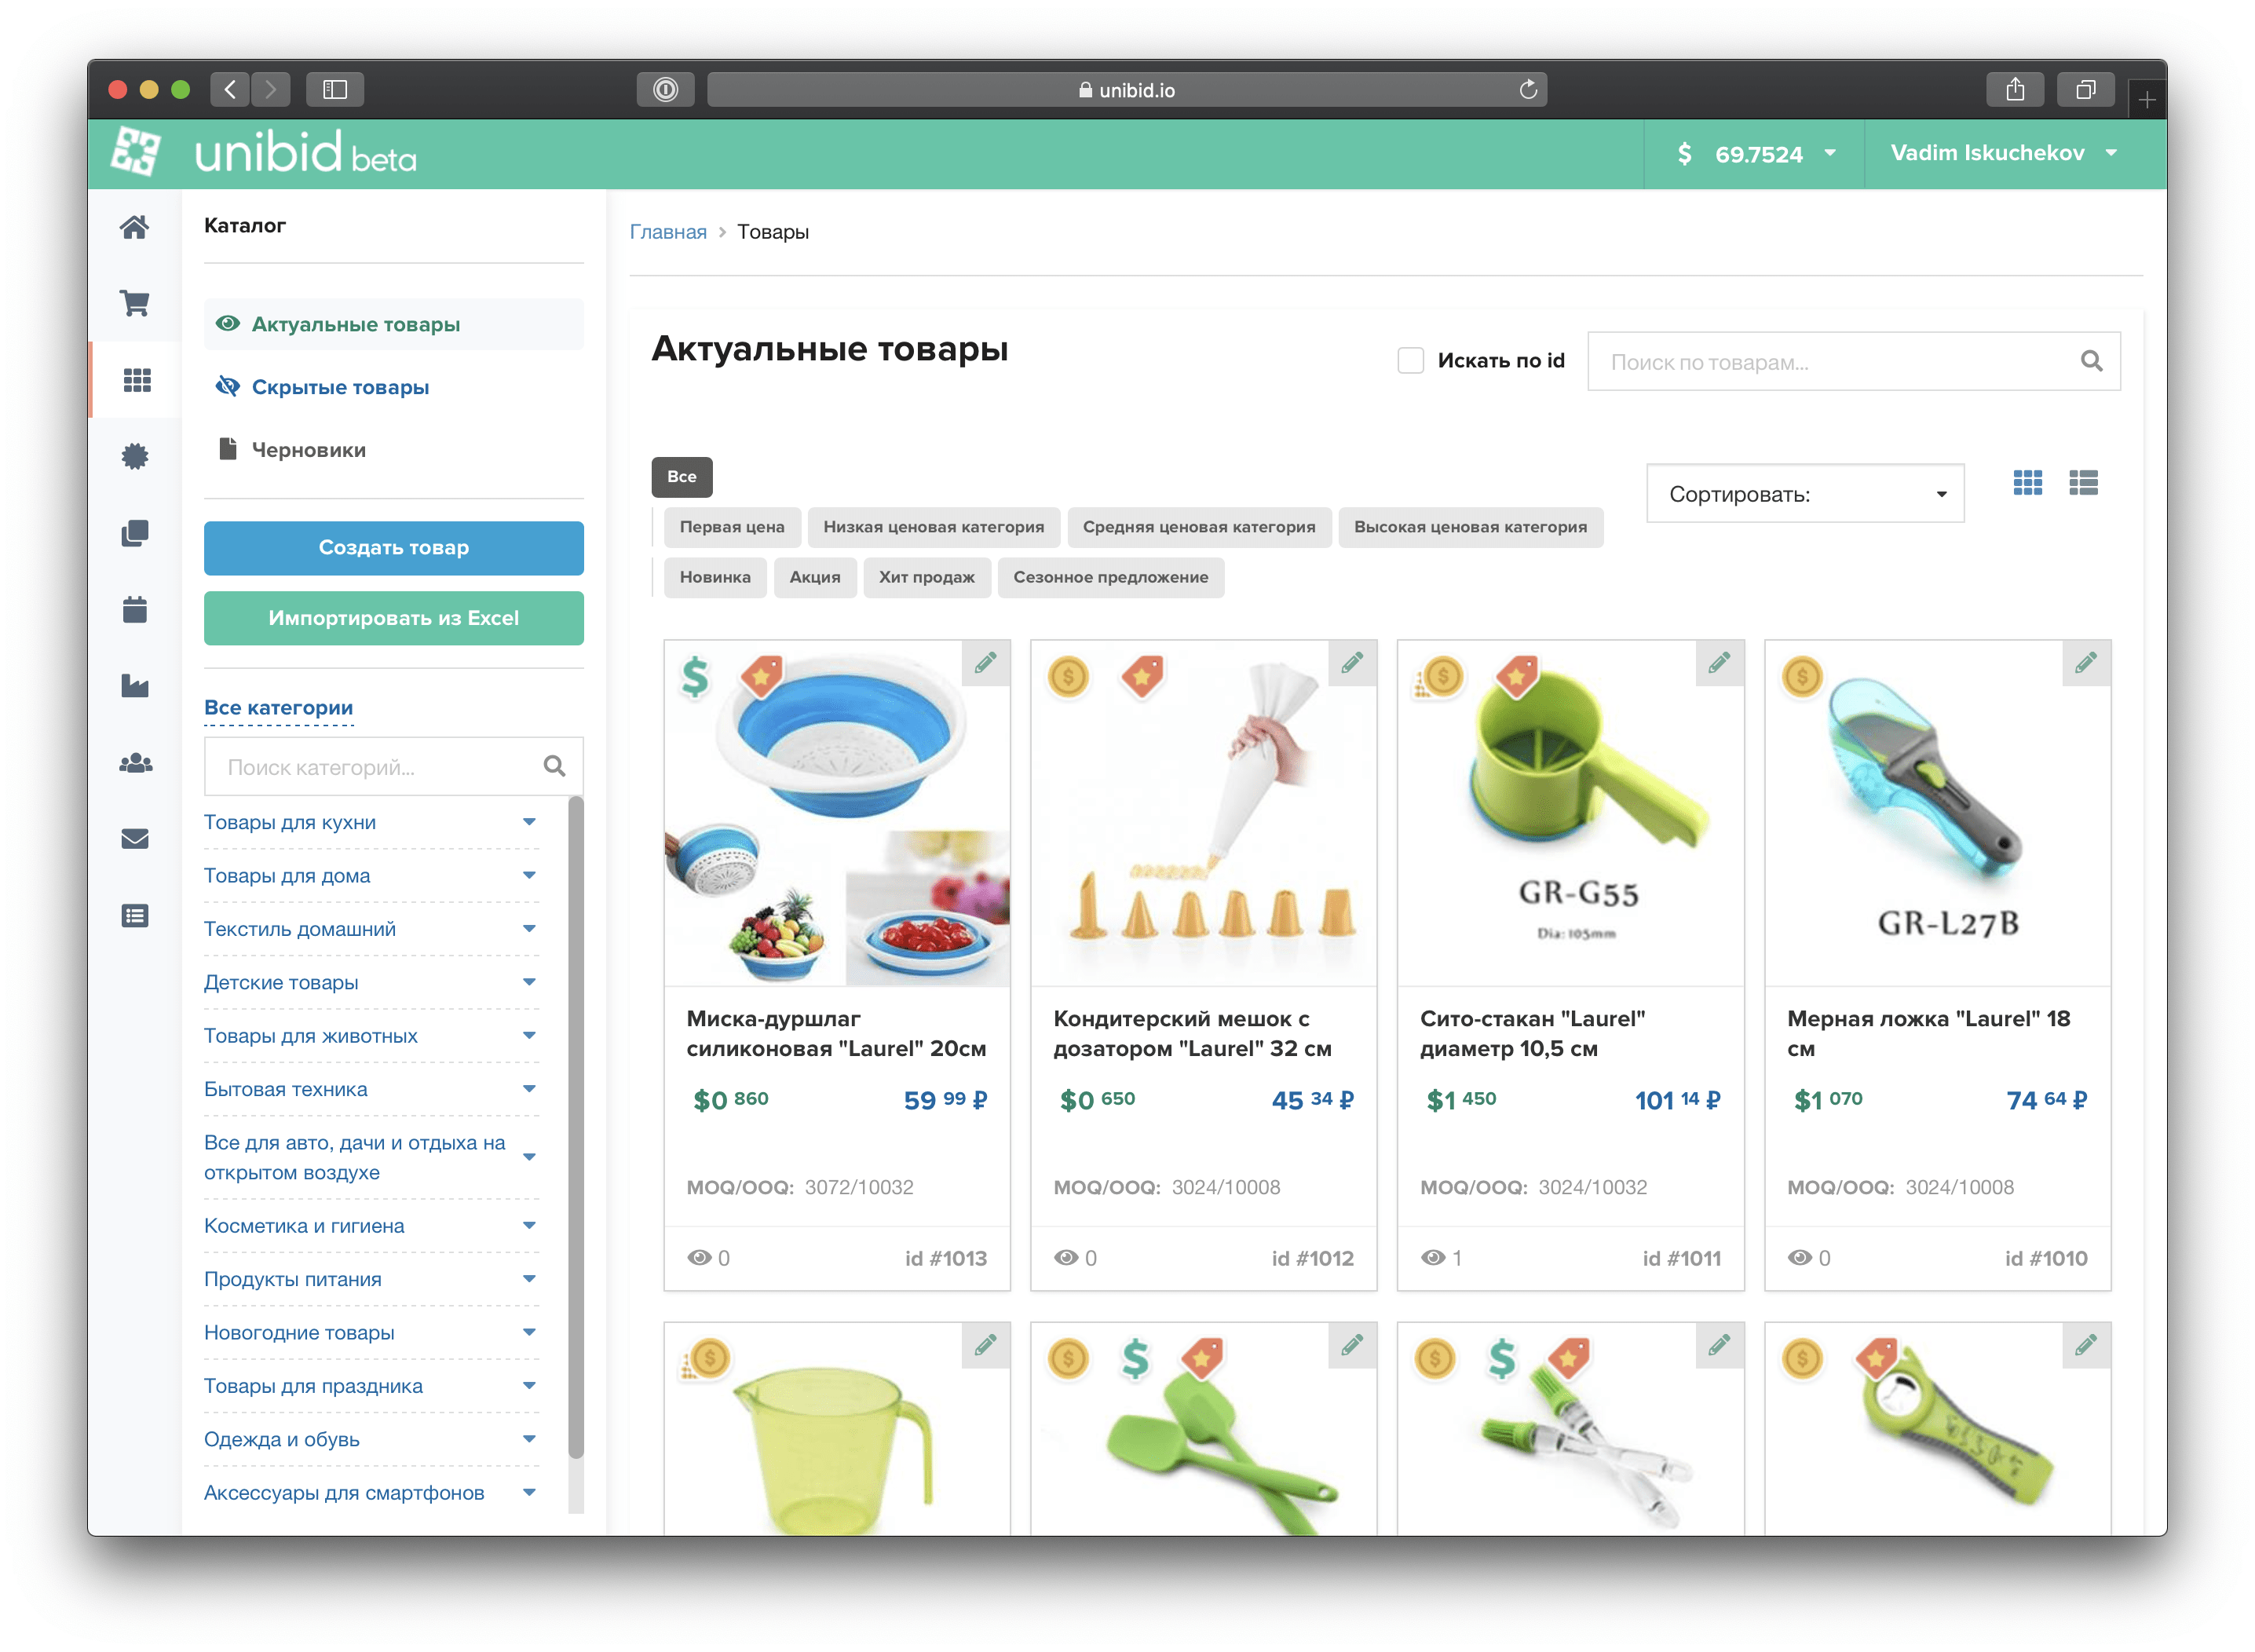 unibid.io
unibid beta
$ 69.7524
Vadim Iskuchekov
Каталог
Актуальные товары
Скрытые товары
Черновики
Создать товар
Импортировать из Excel
Все категории
Поиск категорий...
Товары для кухни
Товары для дома
Текстиль домашний
Детские товары
Товары для животных
Бытовая техника
Все для авто, дачи и отдыха на
открытом воздухе
Косметика и гигиена
Продукты питания
Новогодние товары
Товары для праздника
Одежда и обувь
Аксессуары для смартфонов
Главная > Товары
Актуальные товары
Искать по id
Поиск по товарам...
Все
Сортировать:
Первая цена Низкая ценовая категория Средняя ценовая категория Высокая ценовая категория
Новинка Акция Хит продаж Сезонное предложение
Миска-дуршлаг
силиконовая "Laurel" 20см
$0 860 59 99 ₽
MOQ/OOQ: 3072/10032
0 id #1013
Кондитерский мешок с
дозатором "Laurel" 32 см
$0 650 45 34 ₽
MOQ/OOQ: 3024/10008
0 id #1012
GR-G55
Dia: 105mm
Сито-стакан "Laurel"
диаметр 10,5 см
$1 450 101 14 ₽
MOQ/OOQ: 3024/10032
1 id #1011
GR-L27B
Мерная ложка "Laurel" 18
см
$1 070 74 64 ₽
MOQ/OOQ: 3024/10008
0 id #1010